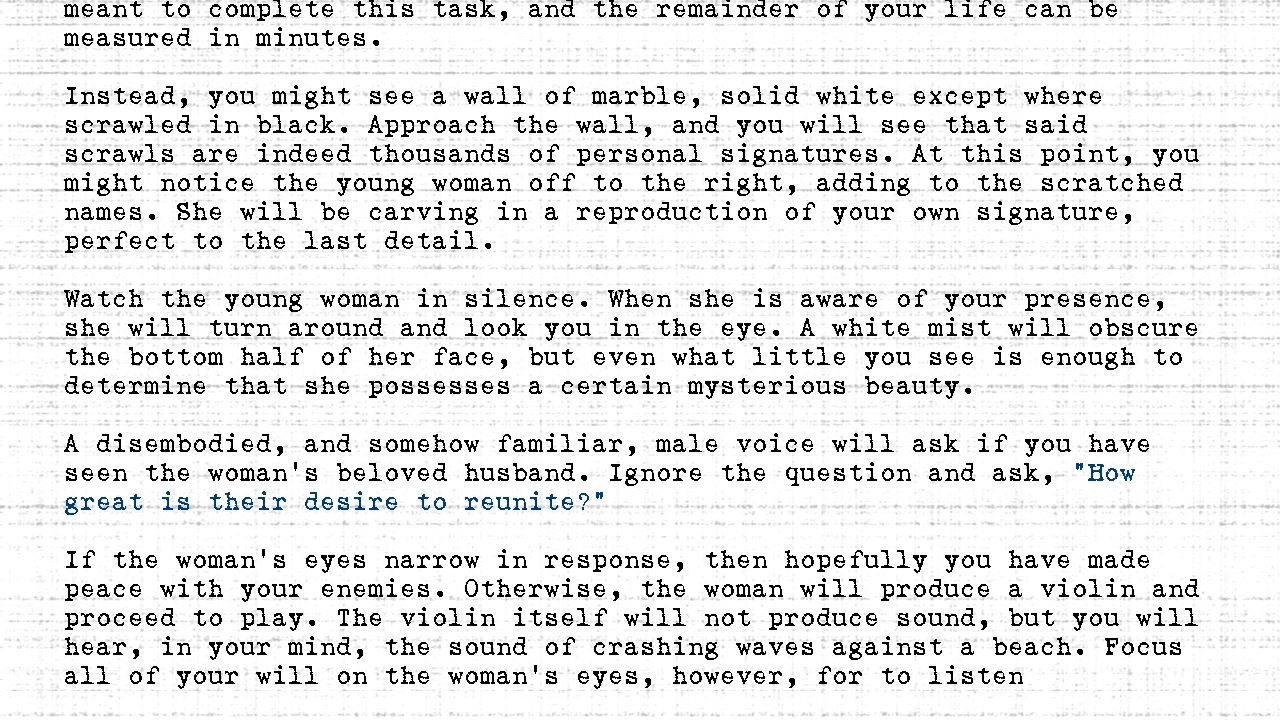 meant to complete this task, and the remainder of your life can be
measured in minutes.
Instead, you might see a wall of marble, solid white except where
scrawled in black. Approach the wall, and you will see that said
scrawls are indeed thousands of personal signatures. At this point, you
might notice the young woman off to the right, adding to the scratched
names. She will be carving in a reproduction of your own signature,
perfect to the last detail.
Watch the young woman in silence. When she is aware of your presence,
she will turn around and look you in the eye. A white mist will obscure
the bottom half of her face, but even what little you see is enough to
determine that she possesses a certain mysterious beauty.
A disembodied, and somehow familiar, male voice will ask if you have
seen the woman's beloved husband. Ignore the question and ask, "How
great is their desire to reunite?"
If the woman's eyes narrow in response, then hopefully you have made
peace with your enemies. Otherwise, the woman will produce a violin and
proceed to play. The violin itself will not produce sound, but you will
hear, in your mind, the sound of crashing waves against a beach. Focus
all of your will on the woman's eyes, however, for to listen